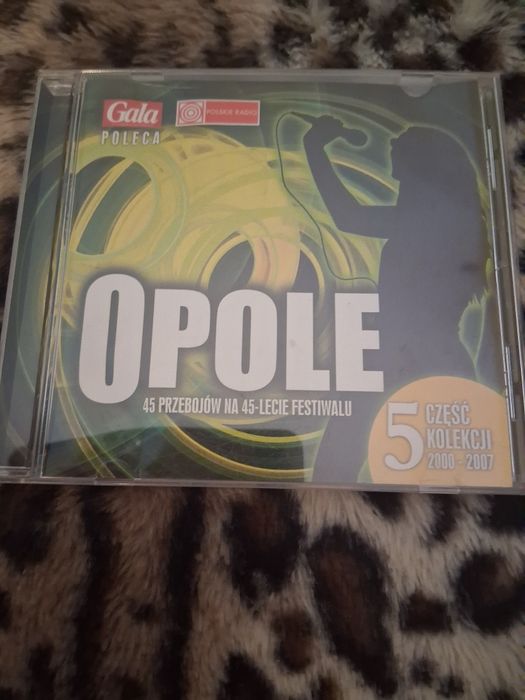 Gala
POLECA
POLSKIE RADIO
OPOLE
45 PRZEBOJÓW NA 45-LECIE FESTIWALU
5 CZĘŚĆ
KOLEKCJI
2000 - 2007